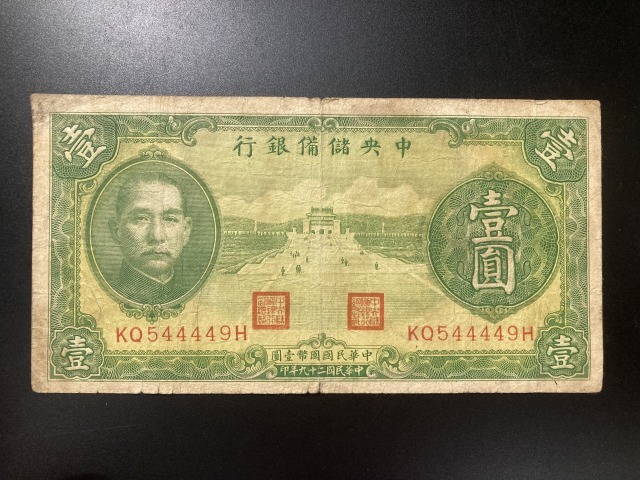 壹
壹
中央儲備銀行
壹圓
KQ544449H
KQ544449H
壹
壹
中華民國國幣壹圓
中華民國二十九年印